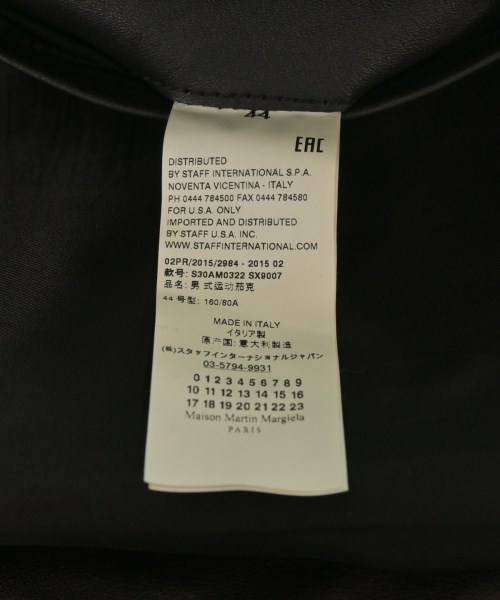 44
EAC
DISTRIBUTED
BY STAFF INTERNATIONAL S.P.A.
NOVENTA VICENTINA - ITALY
PH 0444 784500 FAX 0444 784580
FOR U.S.A. ONLY
IMPORTED AND DISTRIBUTED
BY STAFF U.S.A. INC.
WWW.STAFFINTERNATIONAL.COM
02PR/2015/2984 - 2015 02
款号: S30AM0322 SX9007
品名: 男式运动茄克
44号型: 160/80A
MADE IN ITALY
イタリア製
原产国: 意大利製造
(株)スタッフインターナショナルジャパン
03-5794-9931
0 1 2 3 4 5 6 7 8 9
10 11 12 13 14 15 16
17 18 19 20 21 22 23
Maison Martin Margiela
PARIS